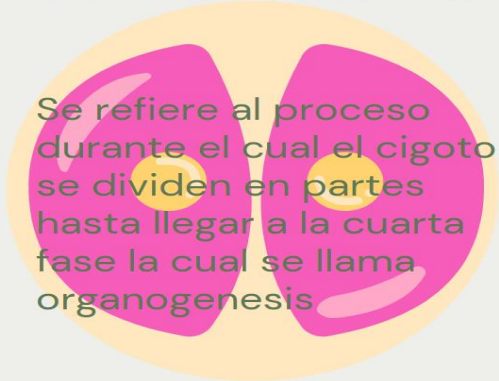 Se refiere al proceso
durante el cual el cigoto
se dividen en partes
hasta llegar a la cuarta
fase la cual se llama
organogenesis